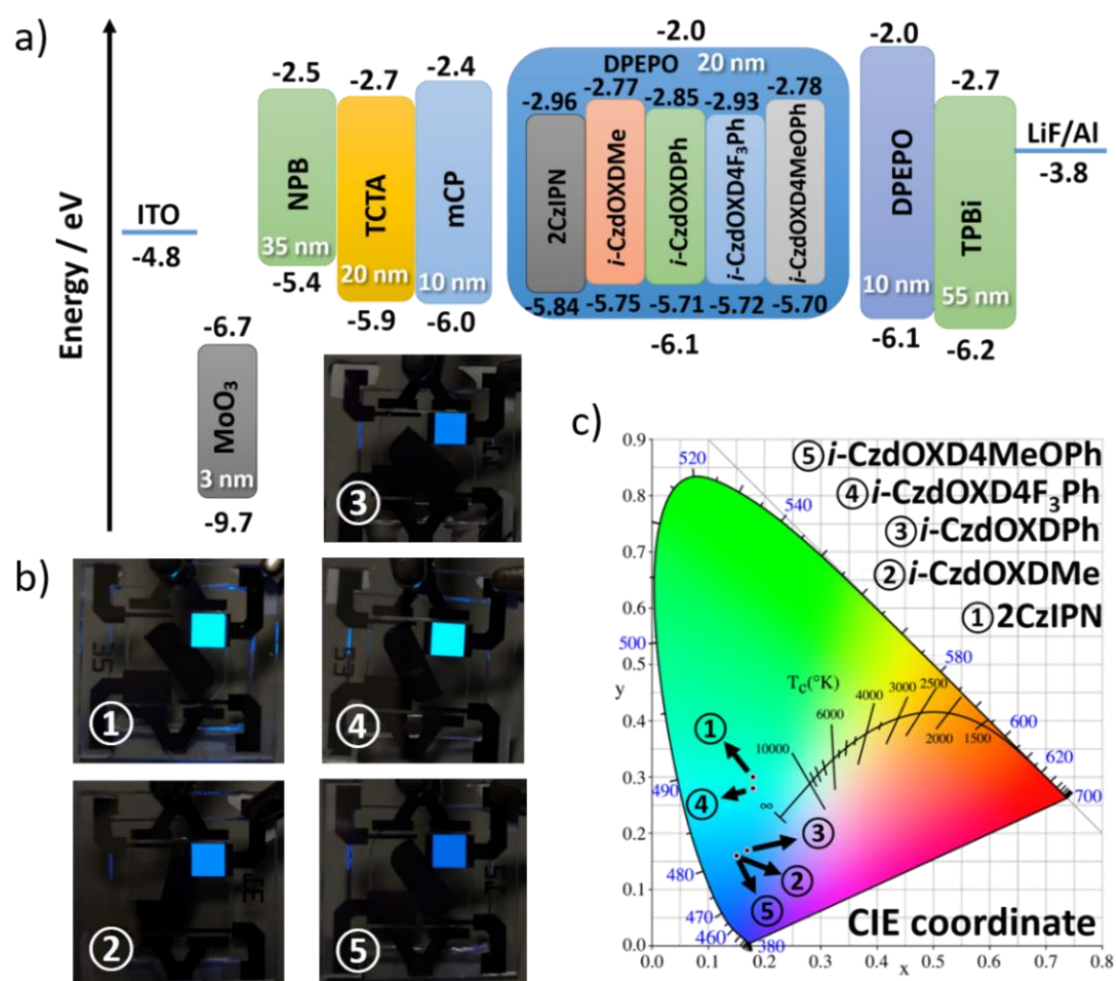 a)
Energy / eV
ITO
-4.8
-6.7
MoO₃
3 nm
-9.7
-2.5
NPB
35 nm
-5.4
-2.7
TCTA
20 nm
-5.9
-2.4
mCP
10 nm
-6.0
-2.0
DPEPO 20 nm
-2.96
2CzIPN
-5.84
-2.77
i-CzdOXDMe
-5.75
-2.85
i-CzdOXDPh
-5.71
-2.93
i-CzdOXD4F₃Ph
-5.72
-2.78
i-CzdOXD4MeOPh
-5.70
-6.1
-2.0
DPEPO
10 nm
-6.1
-2.7
TPBi
55 nm
-6.2
LiF/Al
-3.8
b)
③
①
④
②
⑤
c)
⑤i-CzdOXD4MeOPh
④i-CzdOXD4F₃Ph
③i-CzdOXDPh
②i-CzdOXDMe
①2CzIPN
0.9
0.8
0.7
0.6
0.5
y
0.4
0.3
0.2
0.1
0.0
520
540
500
580
600
620
700
490
480
470
460
380
Tc(°K)
∞
10000
6000
4000
3000
2500
2000
1500
①
④
③
②
⑤
CIE coordinate
0.0 0.1 0.2 0.3 0.4 0.5 0.6 0.7 0.8
x